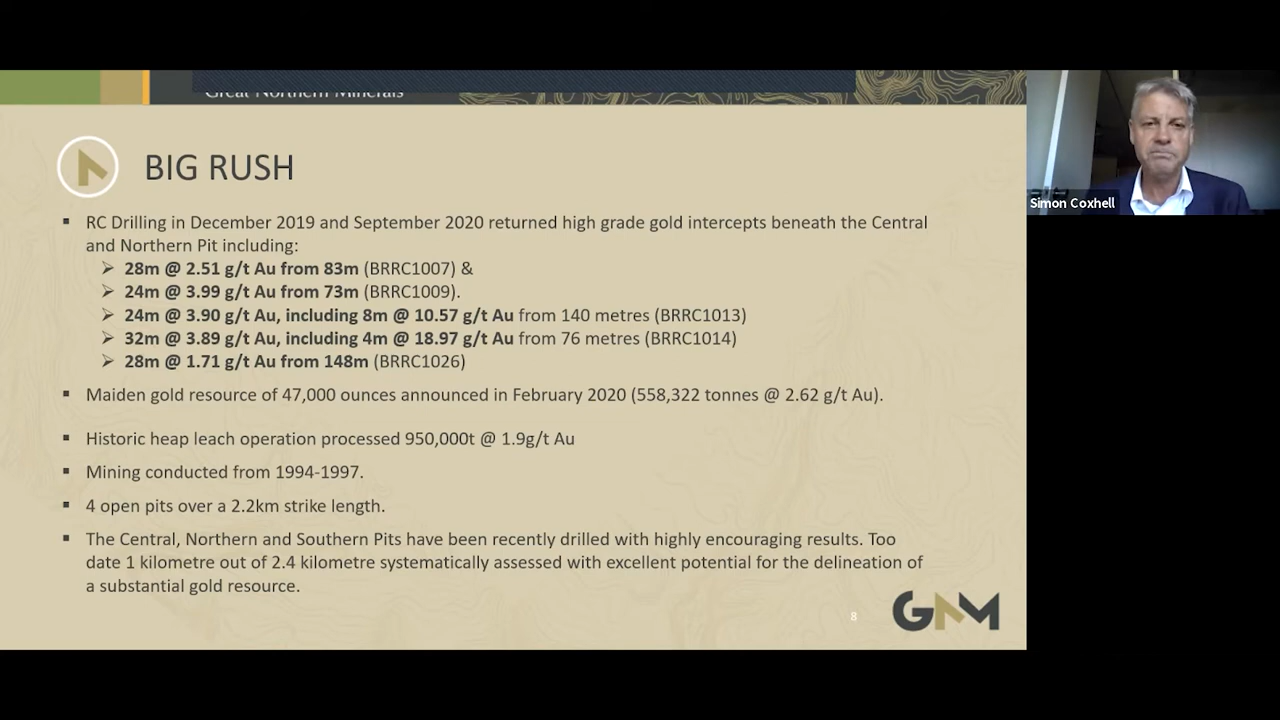 Great Northern Minerals
Simon Coxhell
BIG RUSH
▪ RC Drilling in December 2019 and September 2020 returned high grade gold intercepts beneath the Central
and Northern Pit including:
➢ 28m @ 2.51 g/t Au from 83m (BRRC1007) &
➢ 24m @ 3.99 g/t Au from 73m (BRRC1009).
➢ 24m @ 3.90 g/t Au, including 8m @ 10.57 g/t Au from 140 metres (BRRC1013)
➢ 32m @ 3.89 g/t Au, including 4m @ 18.97 g/t Au from 76 metres (BRRC1014)
➢ 28m @ 1.71 g/t Au from 148m (BRRC1026)
▪ Maiden gold resource of 47,000 ounces announced in February 2020 (558,322 tonnes @ 2.62 g/t Au).
▪ Historic heap leach operation processed 950,000t @ 1.9g/t Au
▪ Mining conducted from 1994-1997.
▪ 4 open pits over a 2.2km strike length.
▪ The Central, Northern and Southern Pits have been recently drilled with highly encouraging results. Too
date 1 kilometre out of 2.4 kilometre systematically assessed with excellent potential for the delineation of
a substantial gold resource.
8
GNM